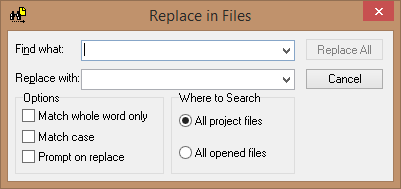 Replace in Files
Find what:
Replace All
Replace with:
Cancel
Options
Match whole word only
Match case
Prompt on replace
Where to Search
All project files
All opened files